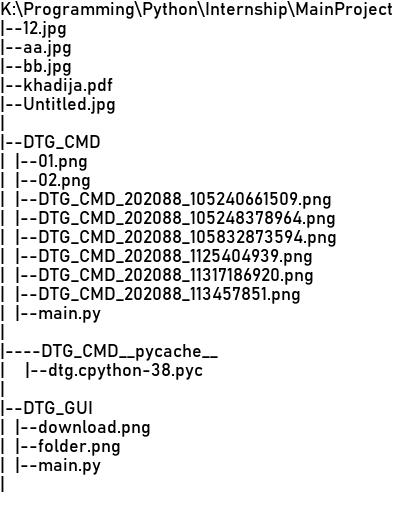 K:\Programming\Python\Internship\MainProject
|--12.jpg
|--aa.jpg
|--bb.jpg
|--khadija.pdf
|--Untitled.jpg
|
|--DTG_CMD
|  |--01.png
|  |--02.png
|  |--DTG_CMD_202088_105240661509.png
|  |--DTG_CMD_202088_105248378964.png
|  |--DTG_CMD_202088_105832873594.png
|  |--DTG_CMD_202088_1125404939.png
|  |--DTG_CMD_202088_11317186920.png
|  |--DTG_CMD_202088_113457851.png
|  |--main.py
|
|----DTG_CMD__pycache__
|    |--dtg.cpython-38.pyc
|
|--DTG_GUI
|  |--download.png
|  |--folder.png
|  |--main.py
|